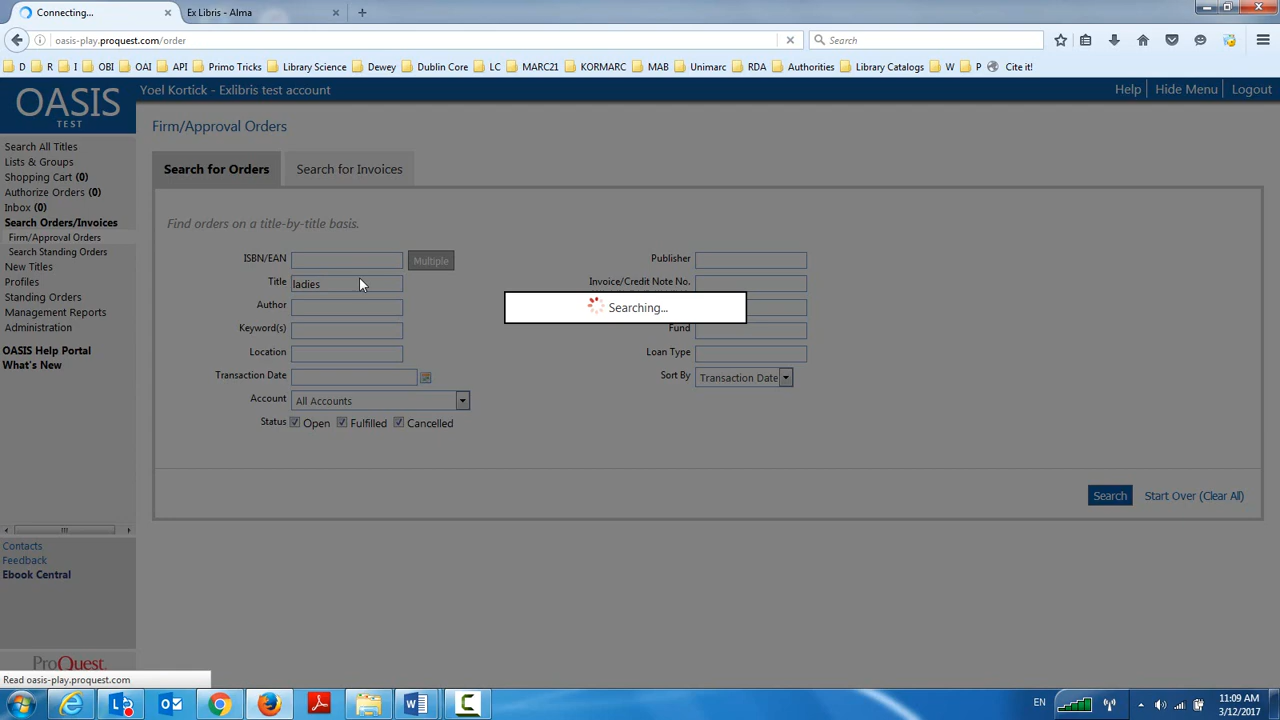 Connecting...
Ex Libris - Alma
oasis-play.proquest.com/order
Search
D R I OBI OAI API Primo Tricks Library Science Dewey Dublin Core LC MARC21 KORMARC MAB Unimarc RDA Authorities Library Catalogs W P Cite it!
OASIS
TEST
Yoel Kortick - Exlibris test account
Help Hide Menu Logout
Search All Titles
Lists & Groups
Shopping Cart (0)
Authorize Orders (0)
Inbox (0)
Search Orders/Invoices
Firm/Approval Orders
Search Standing Orders
New Titles
Profiles
Standing Orders
Management Reports
Administration
OASIS Help Portal
What's New
Contacts
Feedback
Ebook Central
ProQuest
Firm/Approval Orders
Search for Orders Search for Invoices
Find orders on a title-by-title basis.
ISBN/EAN Multiple
Title ladies
Author
Keyword(s)
Location
Transaction Date
Account All Accounts
Status Open Fulfilled Cancelled
Publisher
Invoice/Credit Note No.
Searching...
Fund
Loan Type
Sort By Transaction Date
Search Start Over (Clear All)
Read oasis-play.proquest.com
EN
11:09 AM
3/12/2017